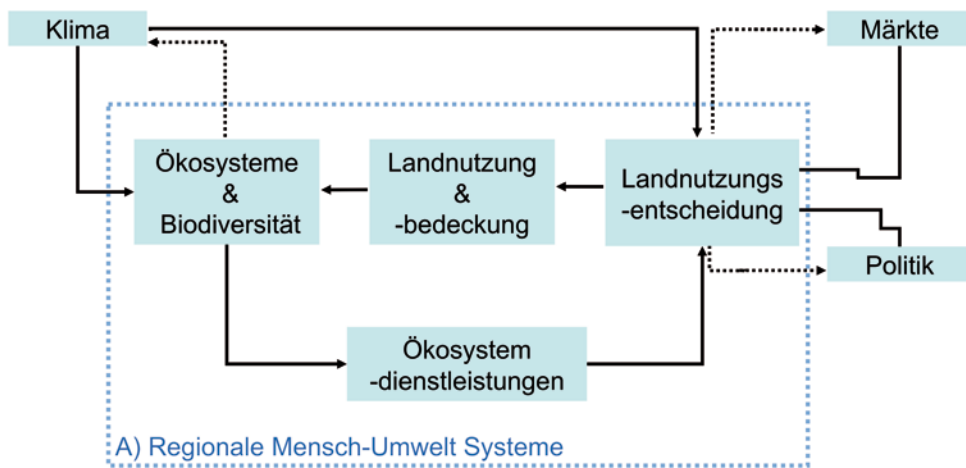 Klima
Märkte
Ökosysteme
&
Biodiversität
Landnutzung
&
-bedeckung
Landnutzungs
-entscheidung
Politik
Ökosystem
-dienstleistungen
A) Regionale Mensch-Umwelt Systeme